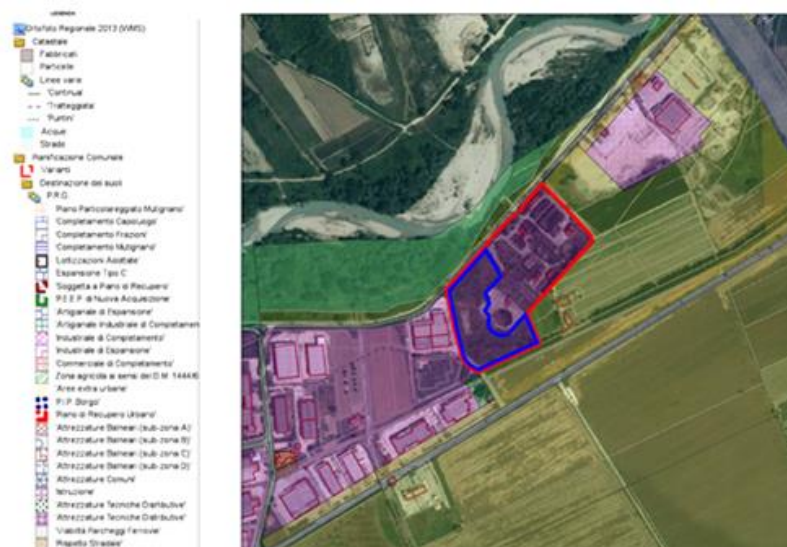 LEGENDA
Ortofoto Regionale 2013 (WMS)
Catastale
Fabbricati
Particelle
Linee varie
'Continua'
'Tratteggiata'
'Puntini'
Acque
Strade
Pianificazione Comunale
Varianti
Destinazione dei suoli
P.R.G.
'Piano Particolareggiato Mutignano'
'Completamento Capoluogo'
'Completamento Frazioni'
'Completamento Mutignano'
Lottizzazioni Adottate'
'Espansione Tipo C'
'Soggetta a Piano di Recupero'
'P.E.E.P. di Nuova Acquisizione'
'Artigianale di Espansione'
'Artigianale Industriale di Completamen
'Industriale di Completamento'
'Industriale di Espansione'
'Commerciale di Completamento'
'Zona agricola ai sensi del D.M. 1444/6
'Aree extra urbane'
'P.I.P. Borgo'
'Piano di Recupero Urbano'
'Attrezzature Balneari (sub-zona A)'
'Attrezzature Balneari (sub-zona B)'
'Attrezzature Balneari (sub-zona C)'
'Attrezzature Balneari (sub-zona D)'
'Attrezzature Comuni'
'Istruzione'
'Attrezzature Tecniche Distributive'
'Attrezzature Tecniche Distributive'
'Viabilità Parcheggi Ferrovie'
'Rispetto Stradale'